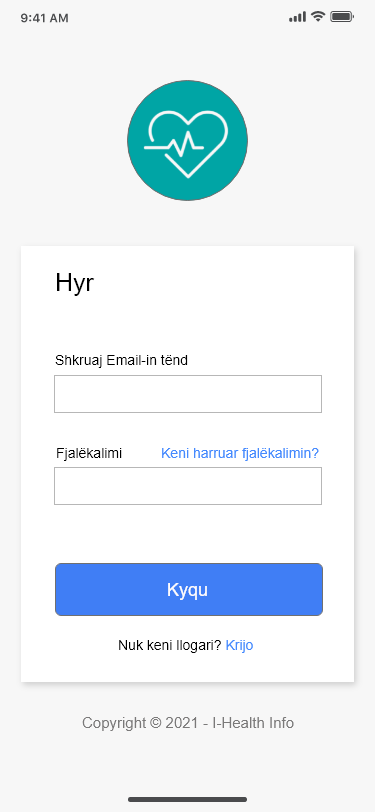 9:41 AM
Hyr
Shkruaj Email-in tënd
Fjalëkalimi Keni harruar fjalëkalimin?
Kyqu
Nuk keni llogari? Krijo
Copyright © 2021 - I-Health Info